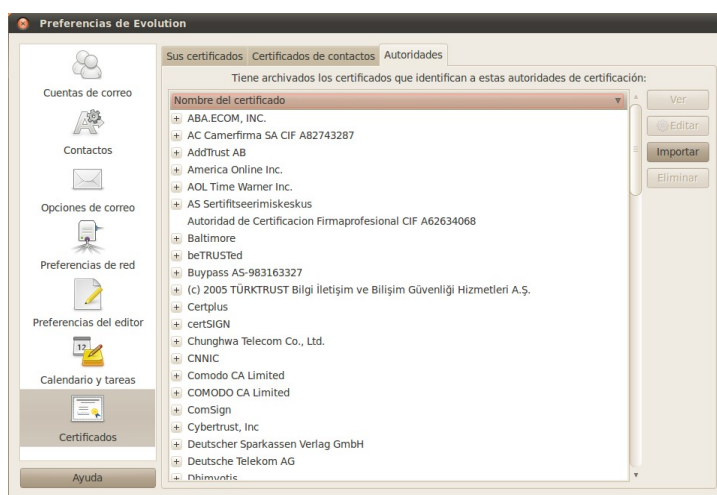 Preferencias de Evolution
Cuentas de correo
Contactos
Opciones de correo
Preferencias de red
Preferencias del editor
12
Calendario y tareas
Certificados
Ayuda
Sus certificados Certificados de contactos Autoridades
Tiene archivados los certificados que identifican a estas autoridades de certificación:
Nombre del certificado
ABA.ECOM, INC.
AC Camerfirma SA CIF A82743287
AddTrust AB
America Online Inc.
AOL Time Warner Inc.
AS Sertifitseerimiskeskus
Autoridad de Certificacion Firmaprofesional CIF A62634068
Baltimore
beTRUSTed
Buypass AS-983163327
(c) 2005 TÜRKTRUST Bilgi İletişim ve Bilişim Güvenliği Hizmetleri A.Ş.
Certplus
certSIGN
Chunghwa Telecom Co., Ltd.
CNNIC
Comodo CA Limited
COMODO CA Limited
ComSign
Cybertrust, Inc
Deutscher Sparkassen Verlag GmbH
Deutsche Telekom AG
Dhimyotis
Ver
Editar
Importar
Eliminar